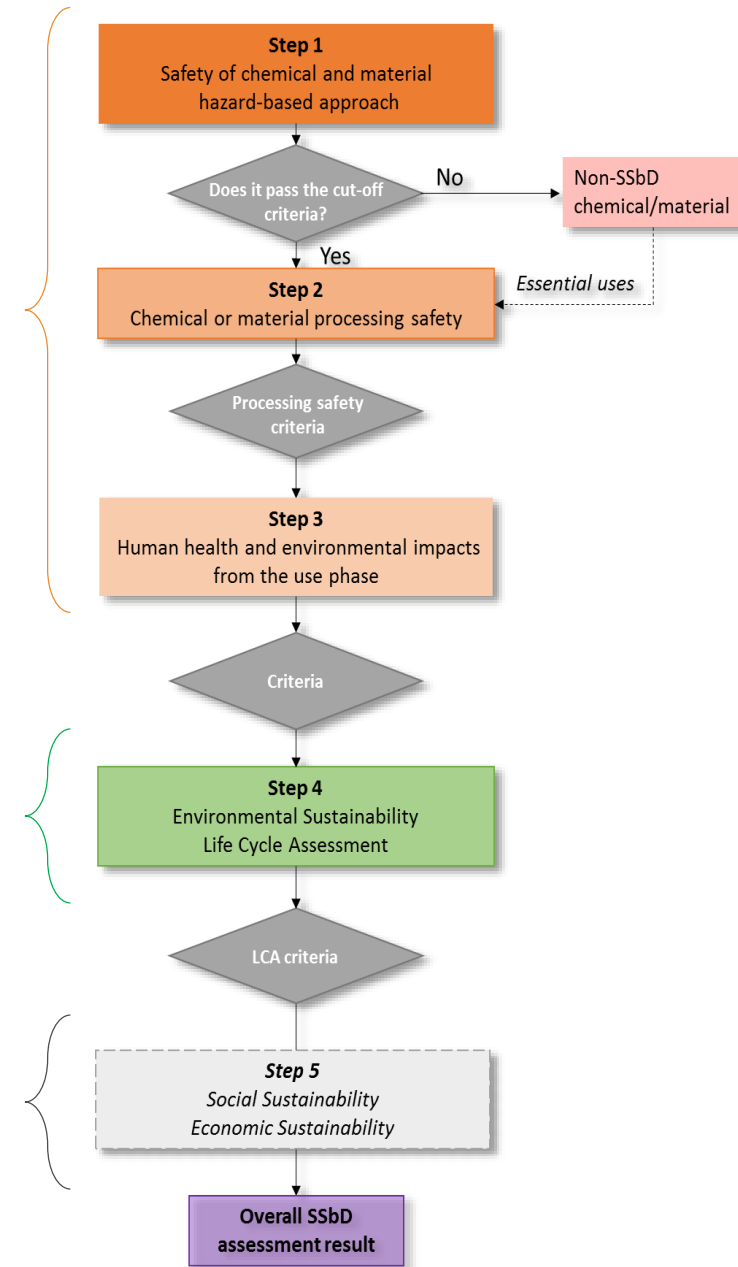 Step 1
Safety of chemical and material
hazard-based approach
Does it pass the cut-off
criteria?
No
Non-SSbD
chemical/material
Yes
Essential uses
Step 2
Chemical or material processing safety
Processing safety
criteria
Step 3
Human health and environmental impacts
from the use phase
Criteria
Step 4
Environmental Sustainability
Life Cycle Assessment
LCA criteria
Step 5
Social Sustainability
Economic Sustainability
Overall SSbD
assessment result